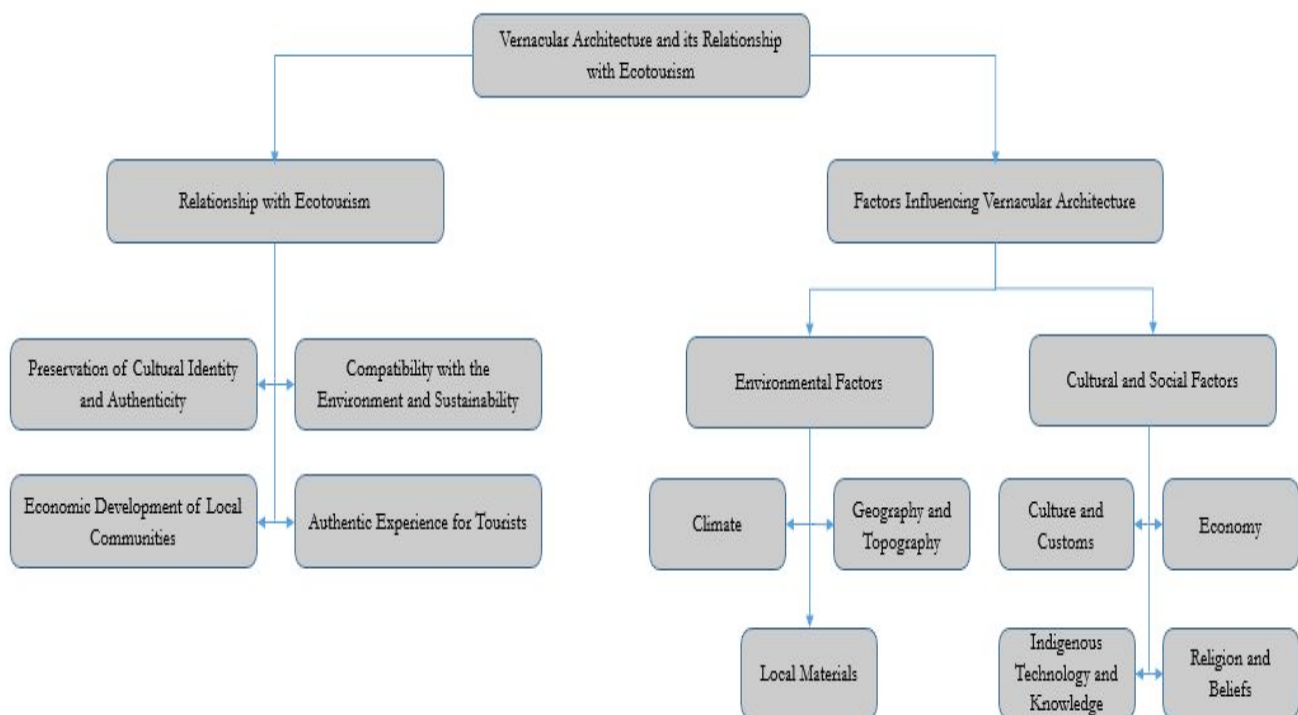 Vernacular Architecture and its Relationship
with Ecotourism
Relationship with Ecotourism
Factors Influencing Vernacular Architecture
Preservation of Cultural Identity
and Authenticity
Compatibility with the
Environment and Sustainability
Environmental Factors
Cultural and Social Factors
Economic Development of Local
Communities
Authentic Experience for Tourists
Climate
Geography and
Topography
Culture and
Customs
Economy
Local Materials
Indigenous
Technology and
Knowledge
Religion and
Beliefs